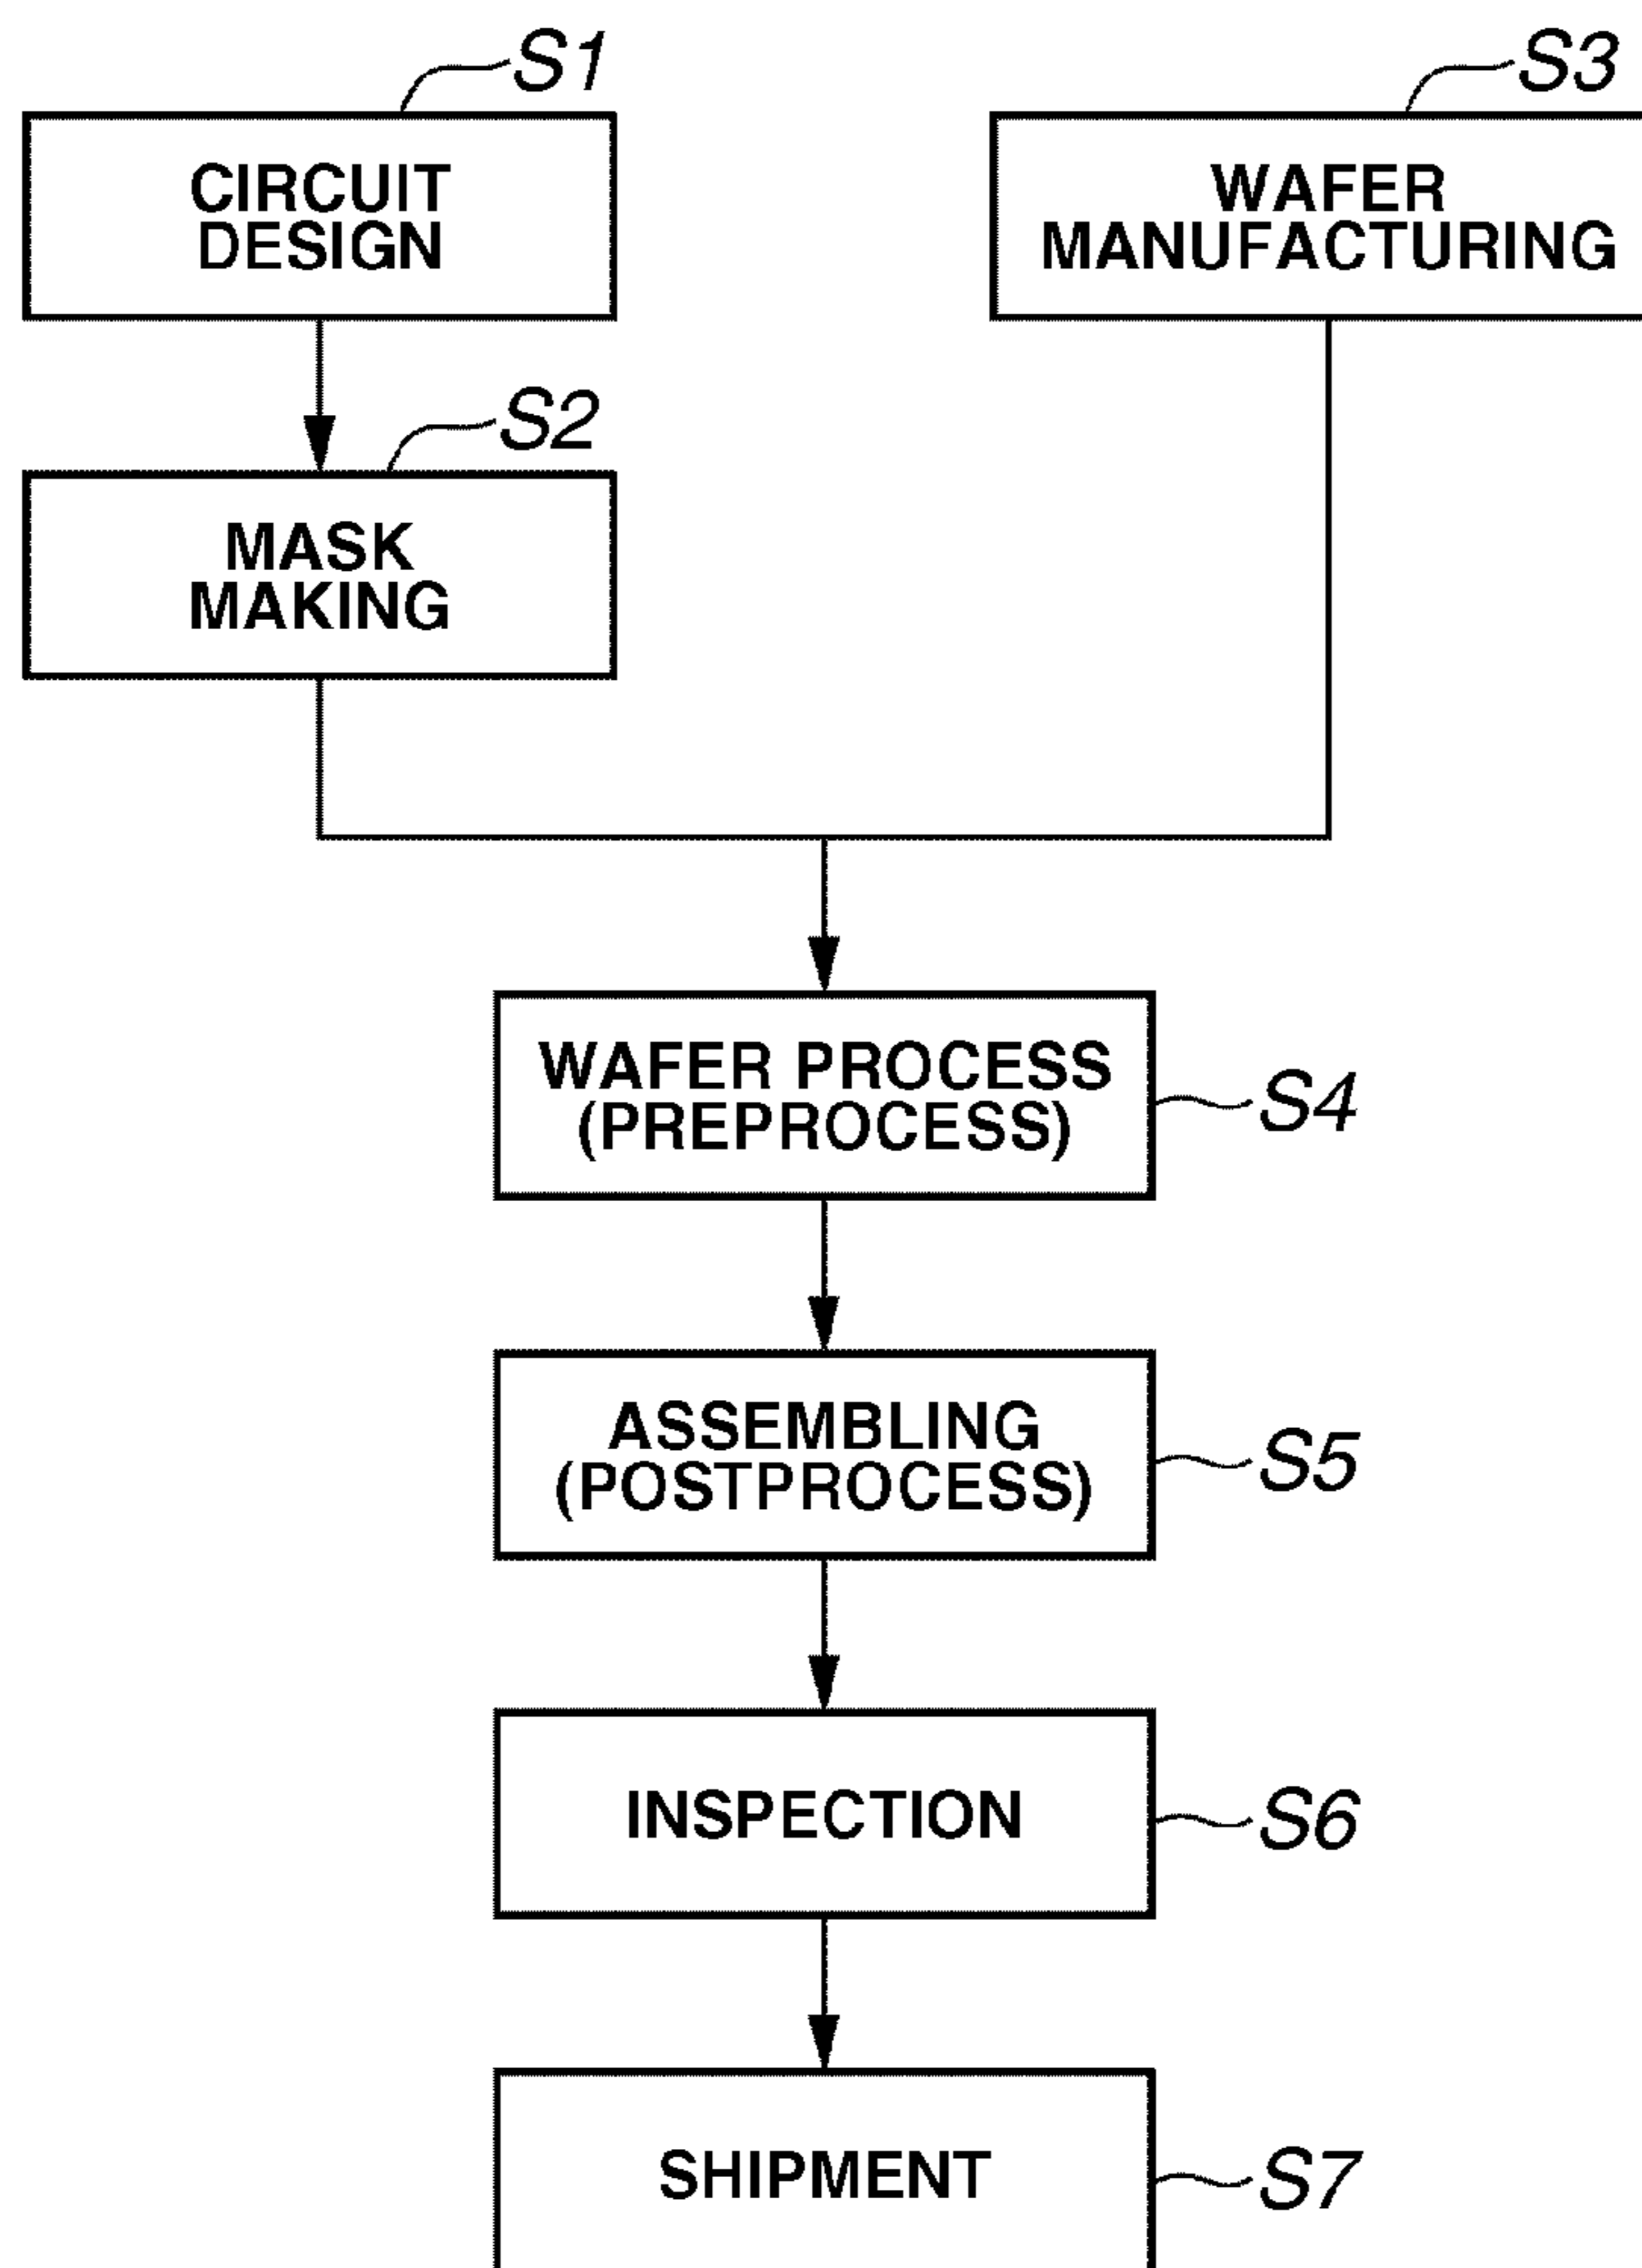 S1
CIRCUIT
DESIGN
S3
WAFER
MANUFACTURING
S2
MASK
MAKING
WAFER PROCESS
(PREPROCESS)
S4
ASSEMBLING
(POSTPROCESS)
S5
INSPECTION
S6
SHIPMENT
S7